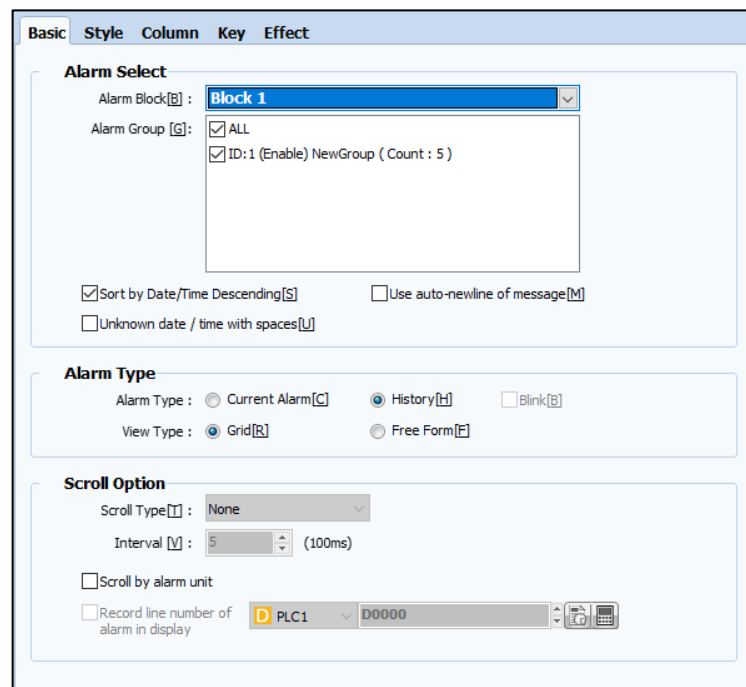 Basic Style Column Key Effect
Alarm Select
Alarm Block[B] : Block 1
Alarm Group [G]: ALL
ID:1 (Enable) NewGroup ( Count : 5 )
Sort by Date/Time Descending[S] Use auto-newline of message[M]
Unknown date / time with spaces[U]
Alarm Type
Alarm Type : Current Alarm[C] History[H] Blink[B]
View Type : Grid[R] Free Form[F]
Scroll Option
Scroll Type[T] : None
Interval [V] : 5 (100ms)
Scroll by alarm unit
Record line number of
alarm in display D PLC1 D0000